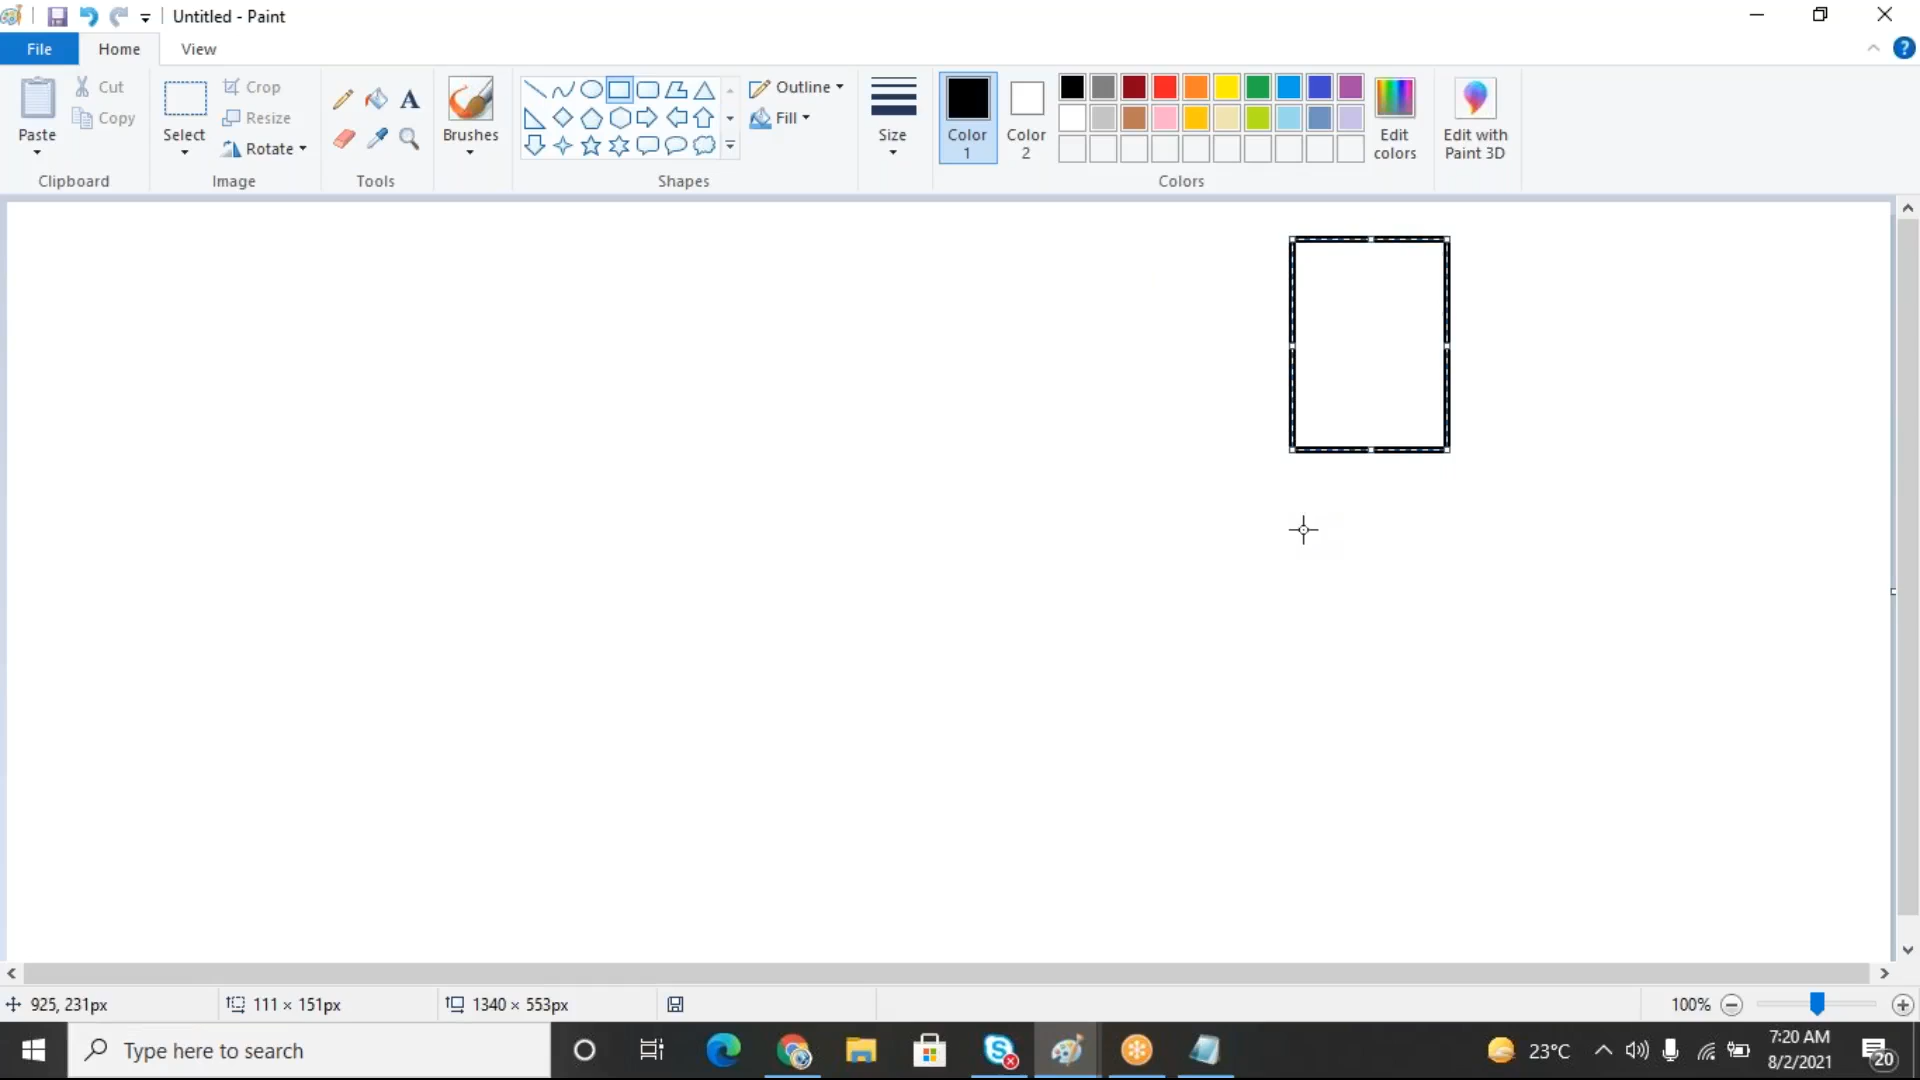 Untitled - Paint
File
Home
View
Paste
Cut
Copy
Clipboard
Select
Crop
Resize
Rotate
Image
A
Tools
Brushes
Outline
Fill
Shapes
Size
Color 1
Color 2
Edit colors
Colors
Edit with Paint 3D
925, 231px
111 × 151px
1340 × 553px
100%
Type here to search
23°C
7:20 AM
8/2/2021
20